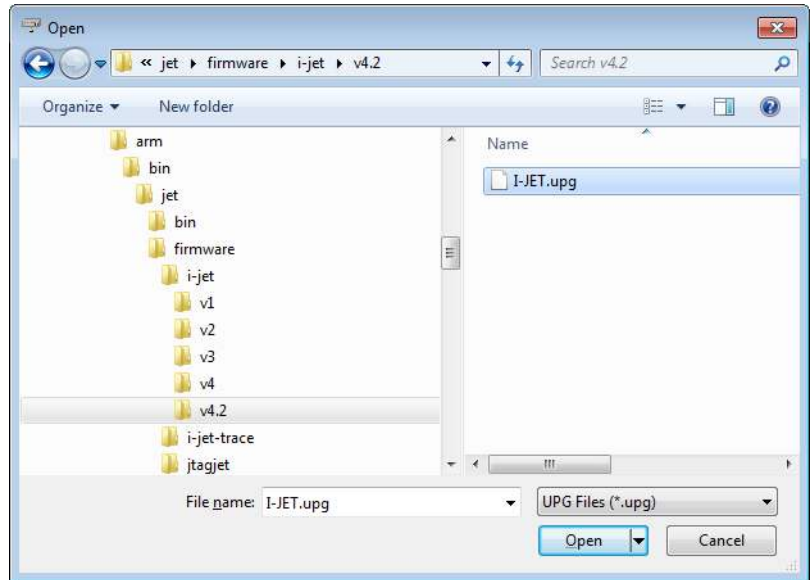 Open
« jet ▸ firmware ▸ i-jet ▸ v4.2
Search v4.2
Organize New folder
arm
bin
jet
bin
firmware
i-jet
v1
v2
v3
v4
v4.2
i-jet-trace
jtagjet
Name
I-JET.upg
File name: I-JET.upg
UPG Files (*.upg)
Open Cancel